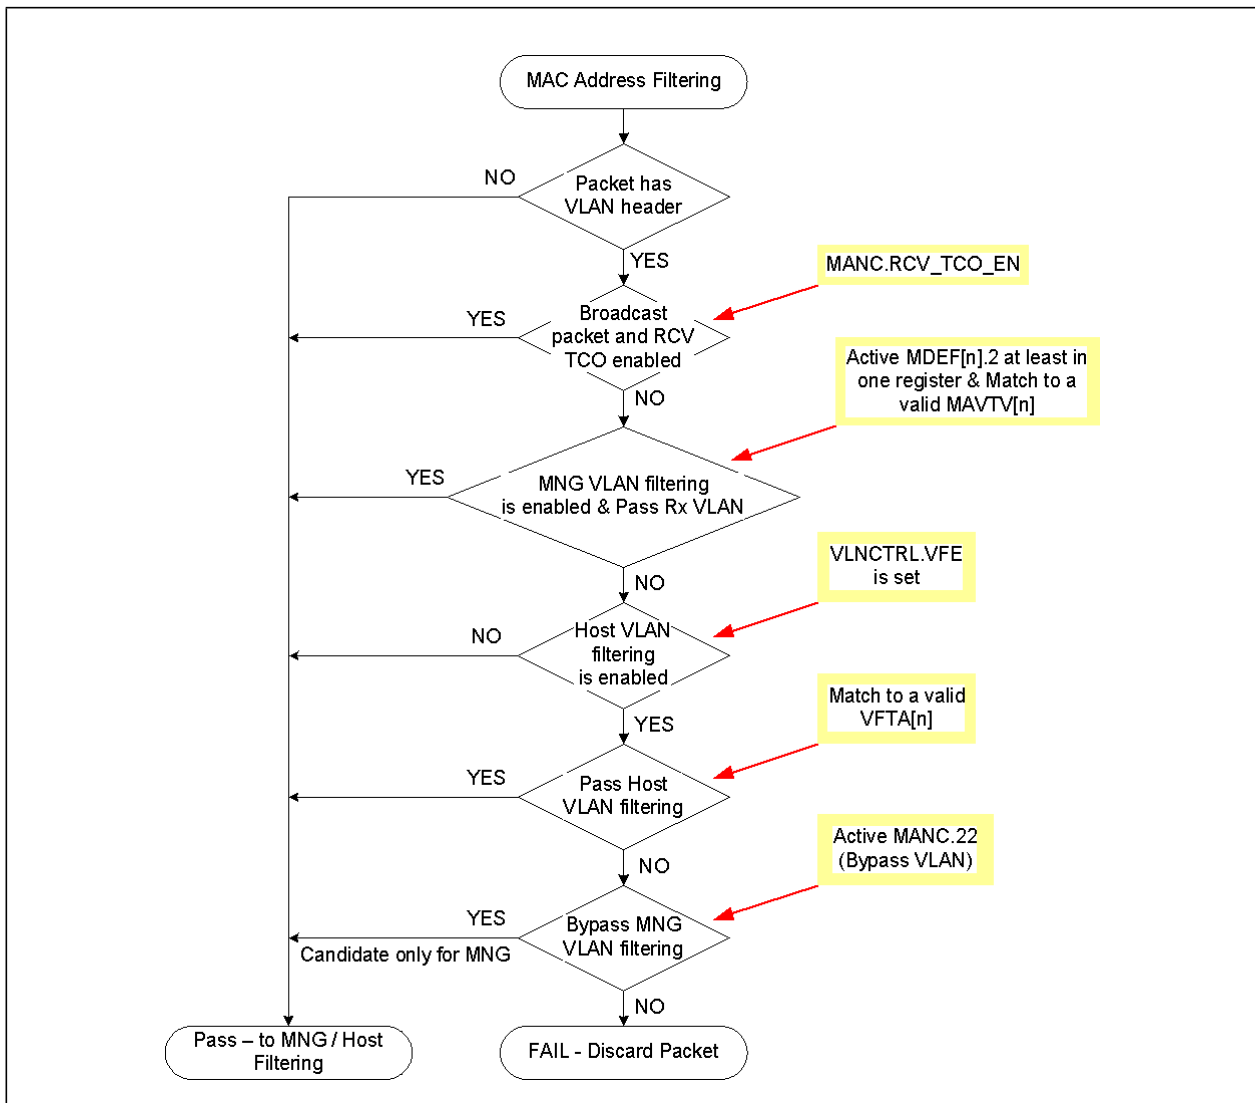 MAC Address Filtering
NO
Packet has
VLAN header
YES
MANC.RCV_TCO_EN
YES
Broadcast
packet and RCV
TCO enabled
NO
Active MDEF[n].2 at least in
one register & Match to a
valid MAVTV[n]
YES
MNG VLAN filtering
is enabled & Pass Rx VLAN
NO
VLNCTRL.VFE
is set
NO
Host VLAN
filtering
is enabled
YES
Match to a valid
VFTA[n]
YES
Pass Host
VLAN filtering
NO
Active MANC.22
(Bypass VLAN)
YES
Bypass MNG
VLAN filtering
Candidate only for MNG
NO
Pass – to MNG / Host
Filtering
FAIL - Discard Packet